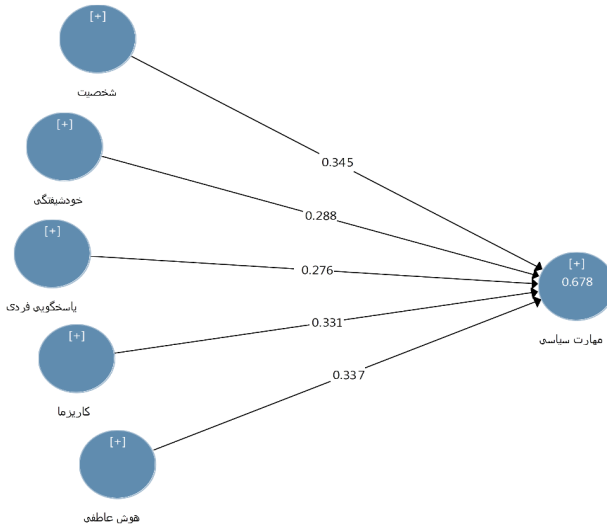 [+]
شخصیت
0.345
[+]
خودشیفتگی
0.288
[+]
پاسخگویی فردی
0.276
[+]
0.678
مهارت سیاسی
[+]
کاریزما
0.331
0.337
[+]
هوش عاطفی